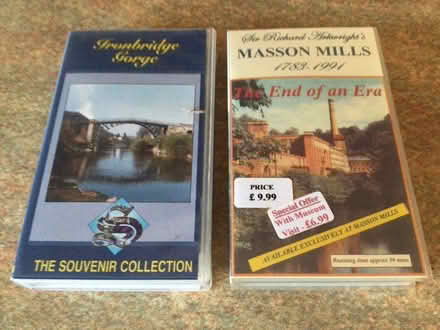 Ironbridge
Gorge
THE SOUVENIR COLLECTION
Sir Richard Arkwright's
MASSON MILLS
1783-1991
The End of an Era
PRICE
£ 9.99
Special Offer
With Museum
Visit - £6.99
AVAILABLE EXCLUSIVELY AT MASSON MILLS
Running time approx 39 mins